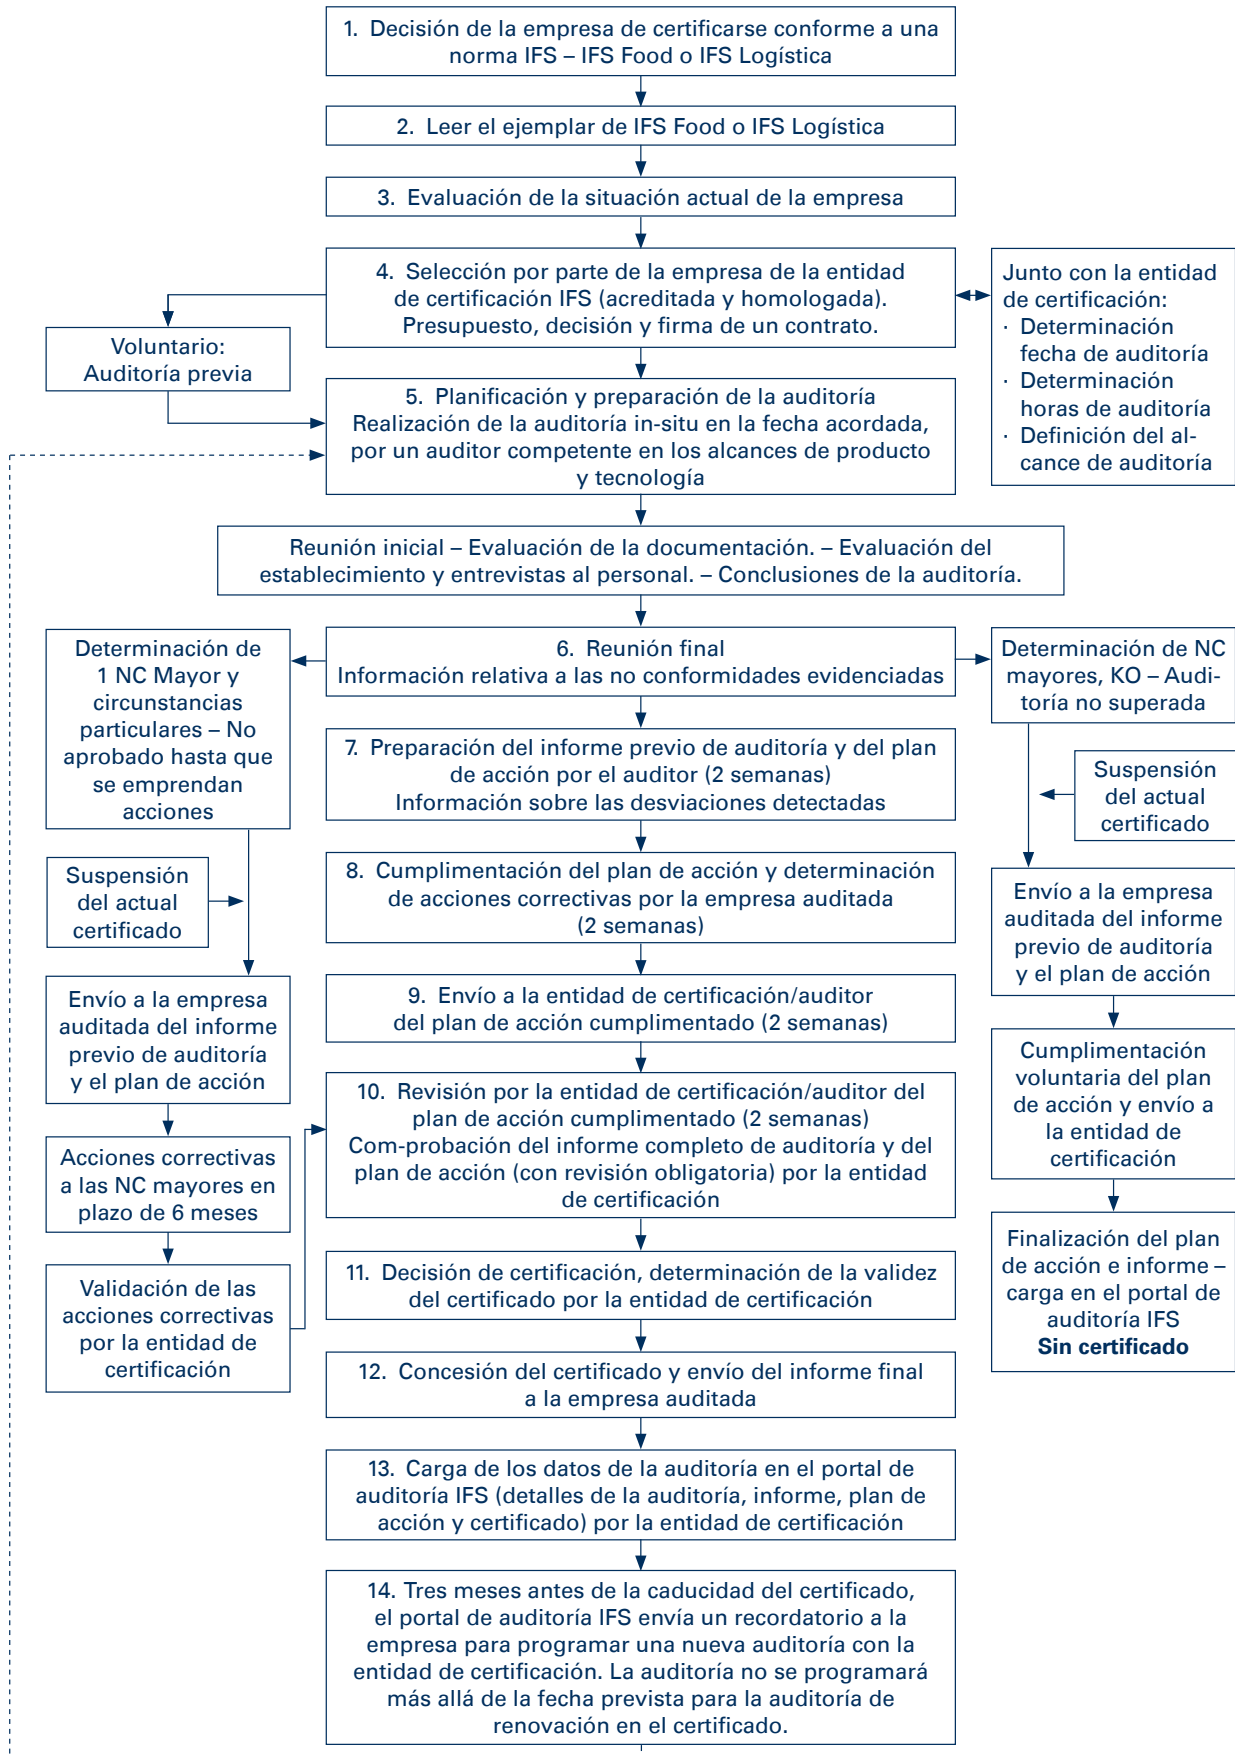 1. Decisión de la empresa de certificarse conforme a una
norma IFS – IFS Food o IFS Logística
2. Leer el ejemplar de IFS Food o IFS Logística
3. Evaluación de la situación actual de la empresa
4. Selección por parte de la empresa de la entidad
de certificación IFS (acreditada y homologada).
Presupuesto, decisión y firma de un contrato.
Junto con la entidad
de certificación:
· Determinación
fecha de auditoría
· Determinación
horas de auditoría
· Definición del al-
cance de auditoría
Voluntario:
Auditoría previa
5. Planificación y preparación de la auditoría
Realización de la auditoría in-situ en la fecha acordada,
por un auditor competente en los alcances de producto
y tecnología
Reunión inicial – Evaluación de la documentación. – Evaluación del
establecimiento y entrevistas al personal. – Conclusiones de la auditoría.
Determinación de
1 NC Mayor y
circunstancias
particulares – No
aprobado hasta que
se emprendan
acciones
6. Reunión final
Información relativa a las no conformidades evidenciadas
Determinación de NC
mayores, KO – Audi-
toría no superada
7. Preparación del informe previo de auditoría y del plan
de acción por el auditor (2 semanas)
Información sobre las desviaciones detectadas
Suspensión
del actual
certificado
Suspensión
del actual
certificado
8. Cumplimentación del plan de acción y determinación
de acciones correctivas por la empresa auditada
(2 semanas)
Envío a la empresa
auditada del informe
previo de auditoría
y el plan de acción
Envío a la empresa
auditada del informe
previo de auditoría
y el plan de acción
9. Envío a la entidad de certificación/auditor
del plan de acción cumplimentado (2 semanas)
Cumplimentación
voluntaria del plan
de acción y envío a
la entidad de
certificación
10. Revisión por la entidad de certificación/auditor del
plan de acción cumplimentado (2 semanas)
Com-probación del informe completo de auditoría y del
plan de acción (con revisión obligatoria) por la entidad
de certificación
Acciones correctivas
a las NC mayores en
plazo de 6 meses
Finalización del plan
de acción e informe –
carga en el portal de
auditoría IFS
Sin certificado
11. Decisión de certificación, determinación de la validez
del certificado por la entidad de certificación
Validación de las
acciones correctivas
por la entidad de
certificación
12. Concesión del certificado y envío del informe final
a la empresa auditada
13. Carga de los datos de la auditoría en el portal de
auditoría IFS (detalles de la auditoría, informe, plan de
acción y certificado) por la entidad de certificación
14. Tres meses antes de la caducidad del certificado,
el portal de auditoría IFS envía un recordatorio a la
empresa para programar una nueva auditoría con la
entidad de certificación. La auditoría no se programará
más allá de la fecha prevista para la auditoría de
renovación en el certificado.